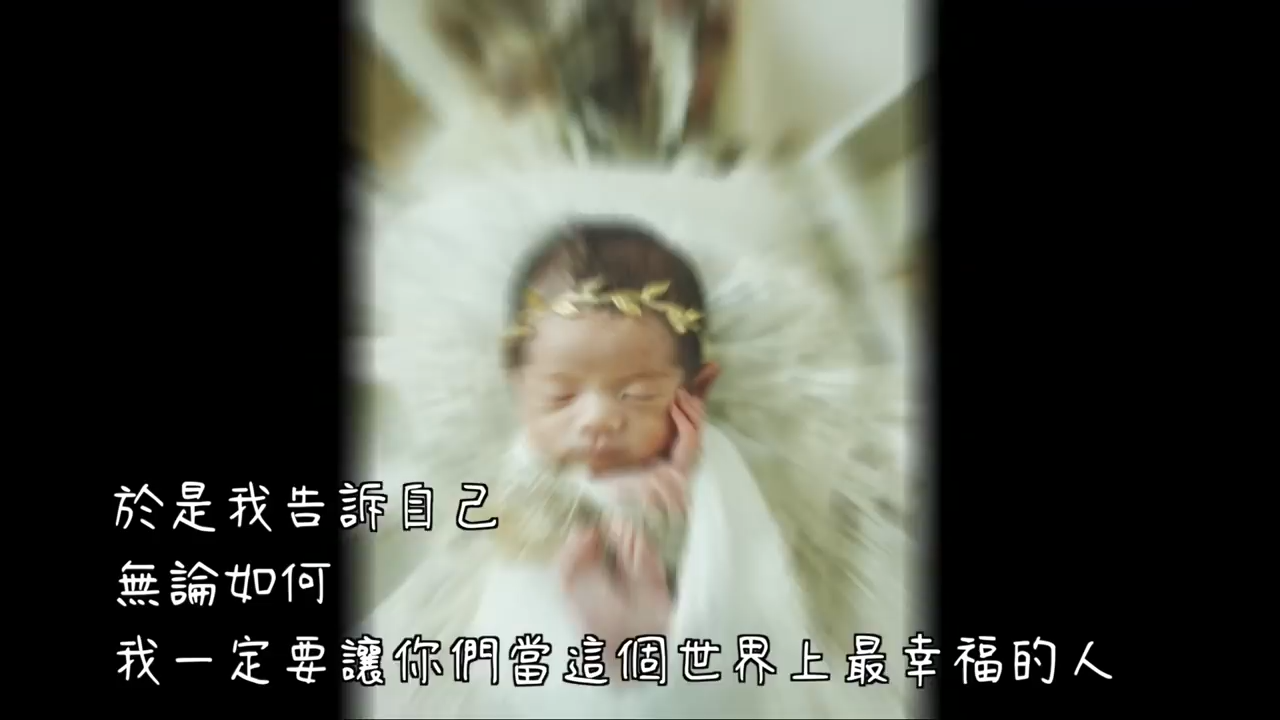 於是我告訴自己
無論如何
我一定要讓你們當這個世界上最幸福的人